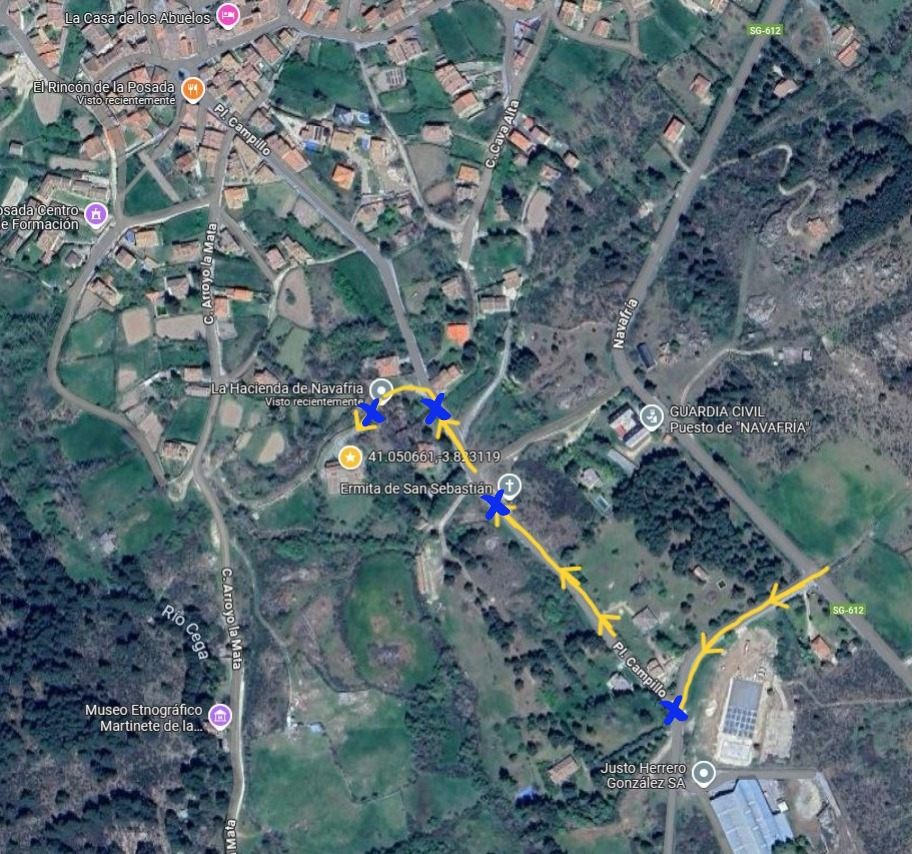 La Casa de los Abuelos
SG-612
El Rincón de la Posada
Visto recientemente
Pl. Campillo
C. Cava Alta
osada Centro
e Formación
C. Arroyo la Mata
Navafría
La Hacienda de Navafria
Visto recientemente
GUARDIA CIVIL
Puesto de "NAVAFRÍA"
41.050661,-3.823119
Ermita de San Sebastián
C. Arroyo la Mata
Río Cega
SG-612
Pl. Campillo
Museo Etnográfico
Martinete de la...
Justo Herrero
González SA
Mata